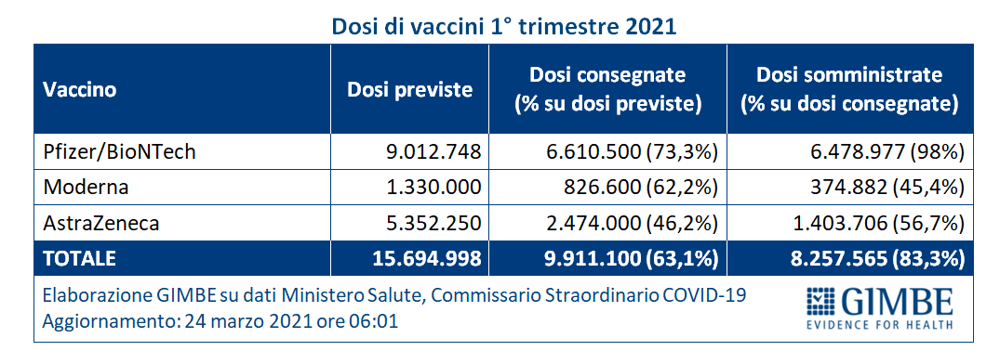 Dosi di vaccini 1° trimestre 2021
Vaccino Dosi previste Dosi consegnate (% su dosi previste) Dosi somministrate (% su dosi consegnate)
Pfizer/BioNTech 9.012.748 6.610.500 (73,3%) 6.478.977 (98%)
Moderna 1.330.000 826.600 (62,2%) 374.882 (45,4%)
AstraZeneca 5.352.250 2.474.000 (46,2%) 1.403.706 (56,7%)
TOTALE 15.694.998 9.911.100 (63,1%) 8.257.565 (83,3%)
Elaborazione GIMBE su dati Ministero Salute, Commissario Straordinario COVID-19
Aggiornamento: 24 marzo 2021 ore 06:01
GIMBE
EVIDENCE FOR HEALTH